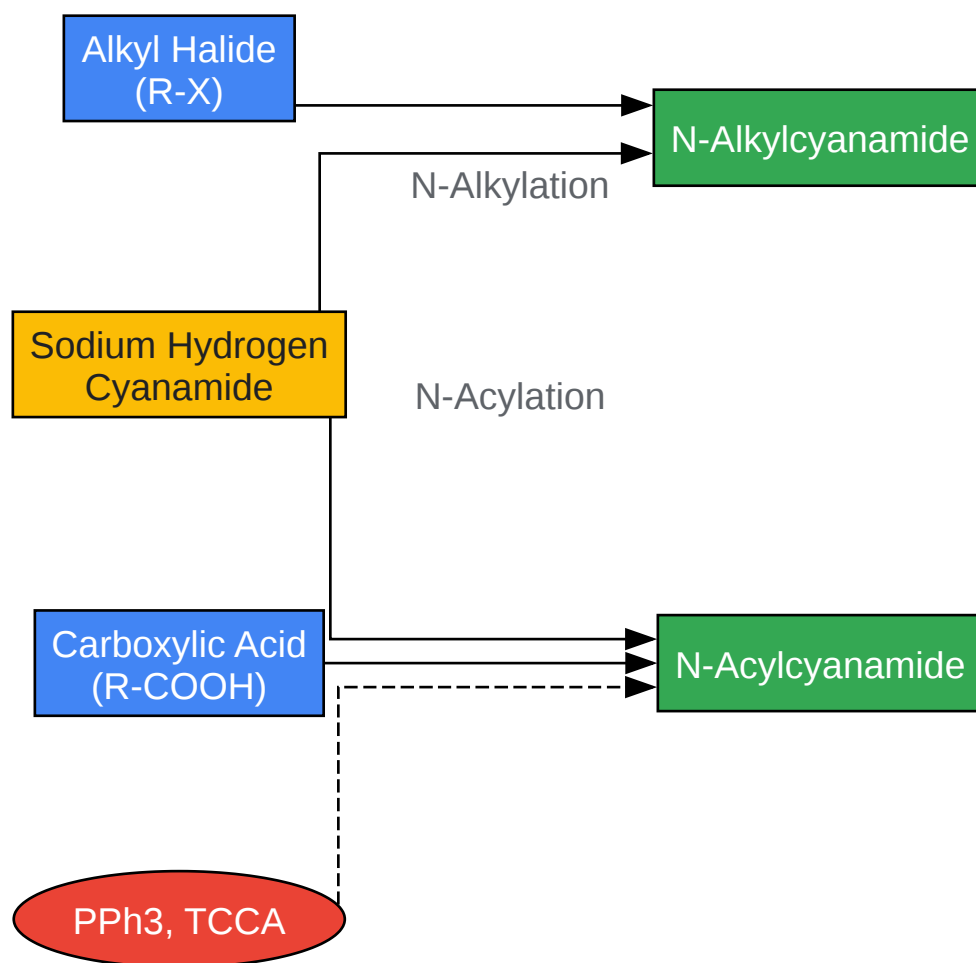 Alkyl Halide
(R-X)
N-Alkylcyanamide
N-Alkylation
Sodium Hydrogen
Cyanamide
N-Acylation
Carboxylic Acid
(R-COOH)
N-Acylcyanamide
PPh3, TCCA